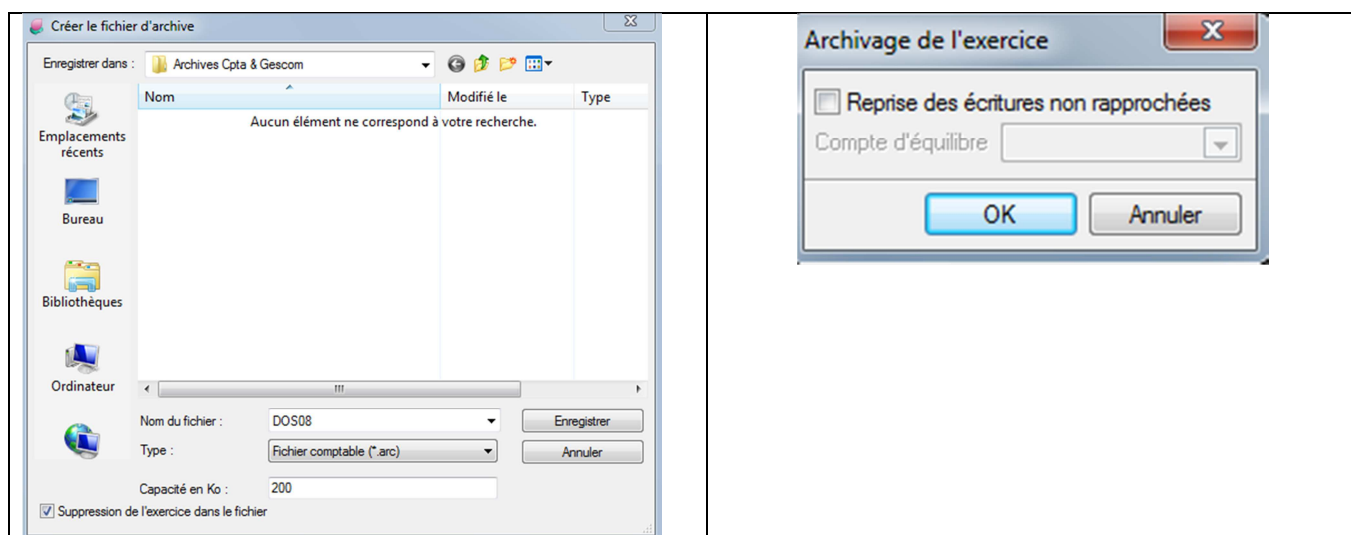 Créer le fichier d'archive
Enregistrer dans : Archives Cpta & Gescom
Nom Modifié le Type
Aucun élément ne correspond à votre recherche.
Emplacements
récents
Bureau
Bibliothèques
Ordinateur
Nom du fichier : DOS08 Enregistrer
Type : Fichier comptable (*.arc) Annuler
Capacité en Ko : 200
Suppression de l'exercice dans le fichier
Archivage de l'exercice
Reprise des écritures non rapprochées
Compte d'équilibre
OK Annuler